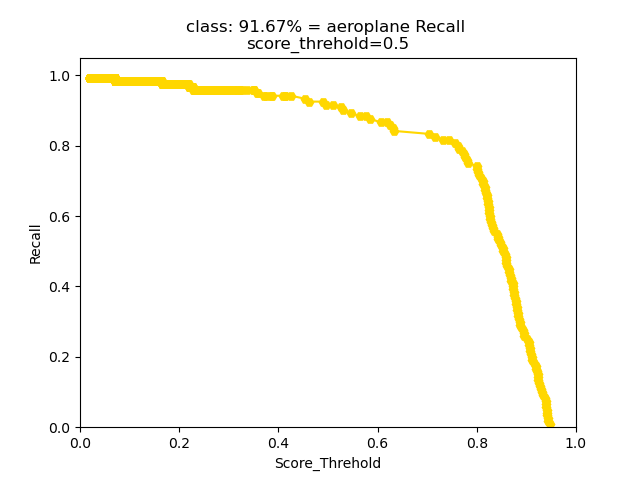 class: 91.67% = aeroplane Recall
score_threhold=0.5
1.0
0.8
0.6
0.4
0.2
0.0
Recall
0.0 0.2 0.4 0.6 0.8 1.0
Score_Threhold